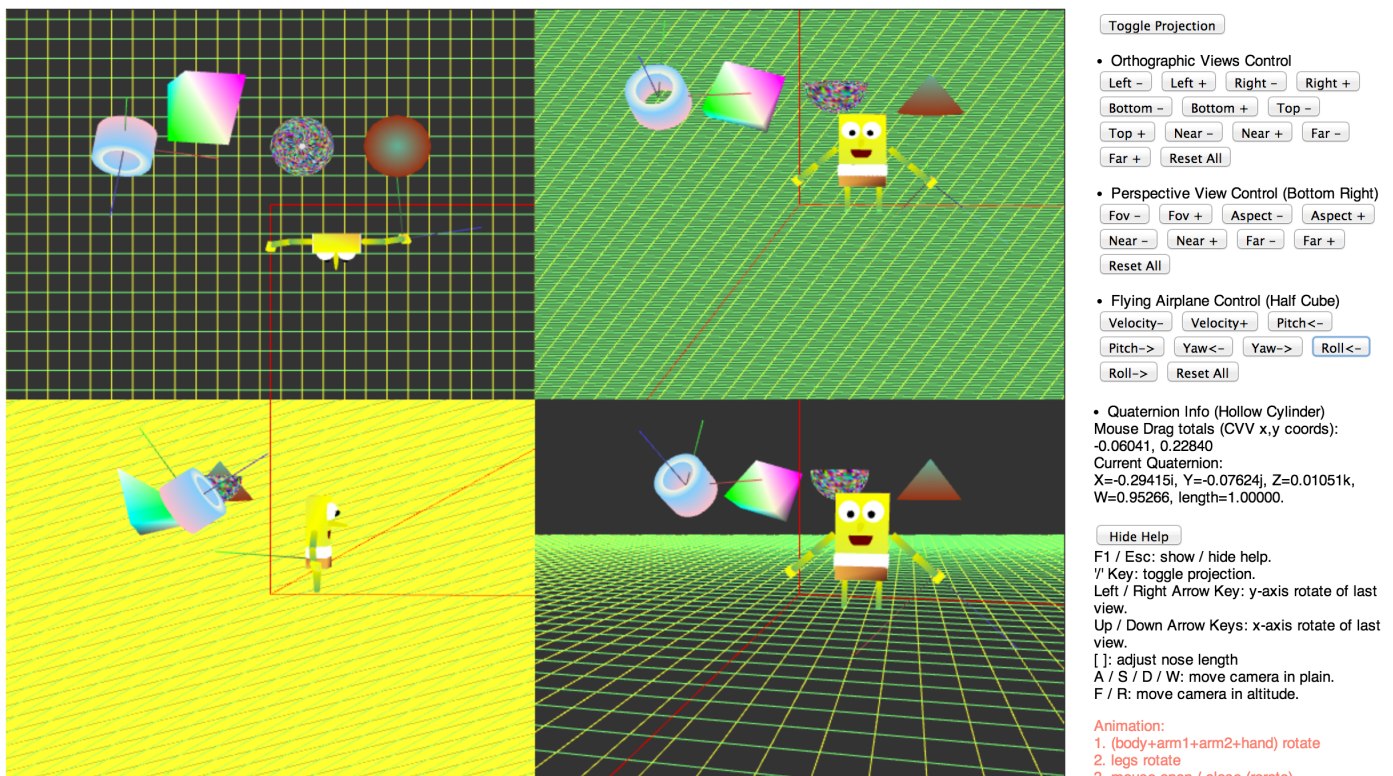 Toggle Projection
• Orthographic Views Control
Left - Left + Right - Right +
Bottom - Bottom + Top -
Top + Near - Near + Far -
Far + Reset All
• Perspective View Control (Bottom Right)
Fov - Fov + Aspect - Aspect +
Near - Near + Far - Far +
Reset All
• Flying Airplane Control (Half Cube)
Velocity- Velocity+ Pitch<-
Pitch-> Yaw<- Yaw-> Roll<-
Roll-> Reset All
• Quaternion Info (Hollow Cylinder)
Mouse Drag totals (CVV x,y coords):
-0.06041, 0.22840
Current Quaternion:
X=-0.29415i, Y=-0.07624j, Z=0.01051k,
W=0.95266, length=1.00000.
Hide Help
F1 / Esc: show / hide help.
'/' Key: toggle projection.
Left / Right Arrow Key: y-axis rotate of last
view.
Up / Down Arrow Keys: x-axis rotate of last
view.
[ ]: adjust nose length
A / S / D / W: move camera in plain.
F / R: move camera in altitude.
Animation:
1. (body+arm1+arm2+hand) rotate
2. legs rotate